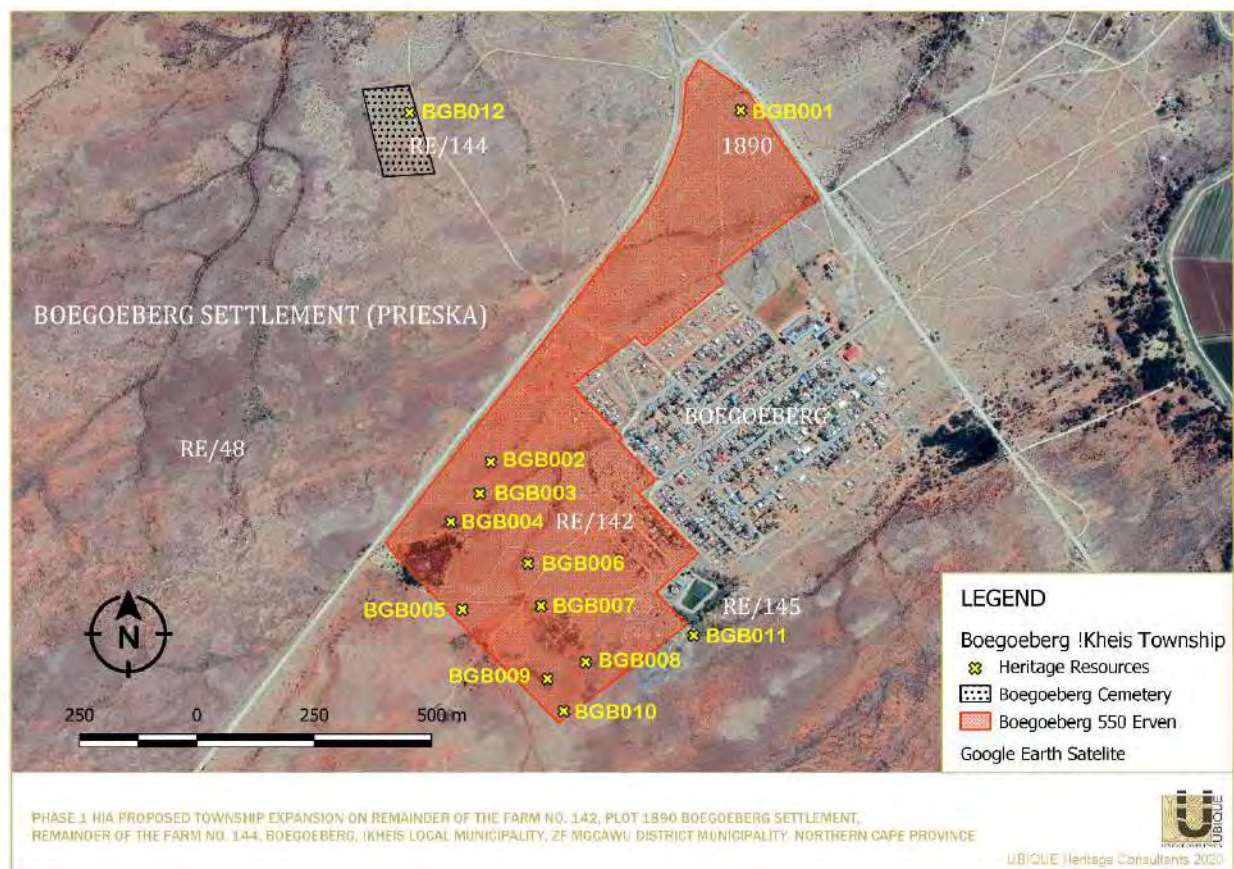 BGB012
RE/144
BGB001
1890
BOEGOEBERG SETTLEMENT (PRIESKA)
RE/48
BOEGOEBERG
BGB002
BGB003
BGB004
RE/142
BGB006
BGB005
BGB007
RE/145
BGB011
BGB008
BGB009
BGB010
N
250 0 250 500 m
LEGEND
Boegoeberg !Kheis Township
Heritage Resources
Boegoeberg Cemetery
Boegoeberg 550 Erven
Google Earth Satelite
PHASE 1 HIA PROPOSED TOWNSHIP EXPANSION ON REMAINDER OF THE FARM NO. 142, PLOT 1890 BOEGOEBERG SETTLEMENT,
REMAINDER OF THE FARM NO. 144, BOEGOEBERG, !KHEIS LOCAL MUNICIPALITY, ZF MGCAWU DISTRICT MUNICIPALITY, NORTHERN CAPE PROVINCE
UBIQUE
UBIQUE Heritage Consultants 2020